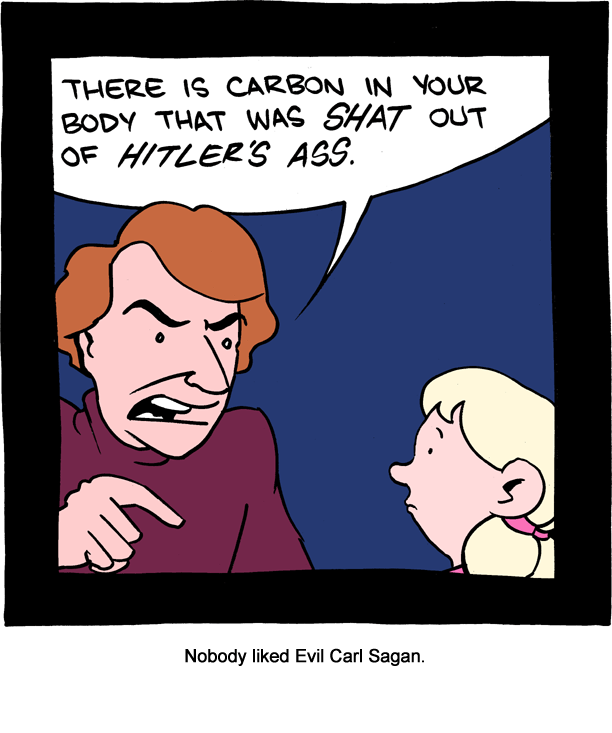 THERE IS CARBON IN YOUR
BODY THAT WAS SHAT OUT
OF HITLER'S ASS.
Nobody liked Evil Carl Sagan.